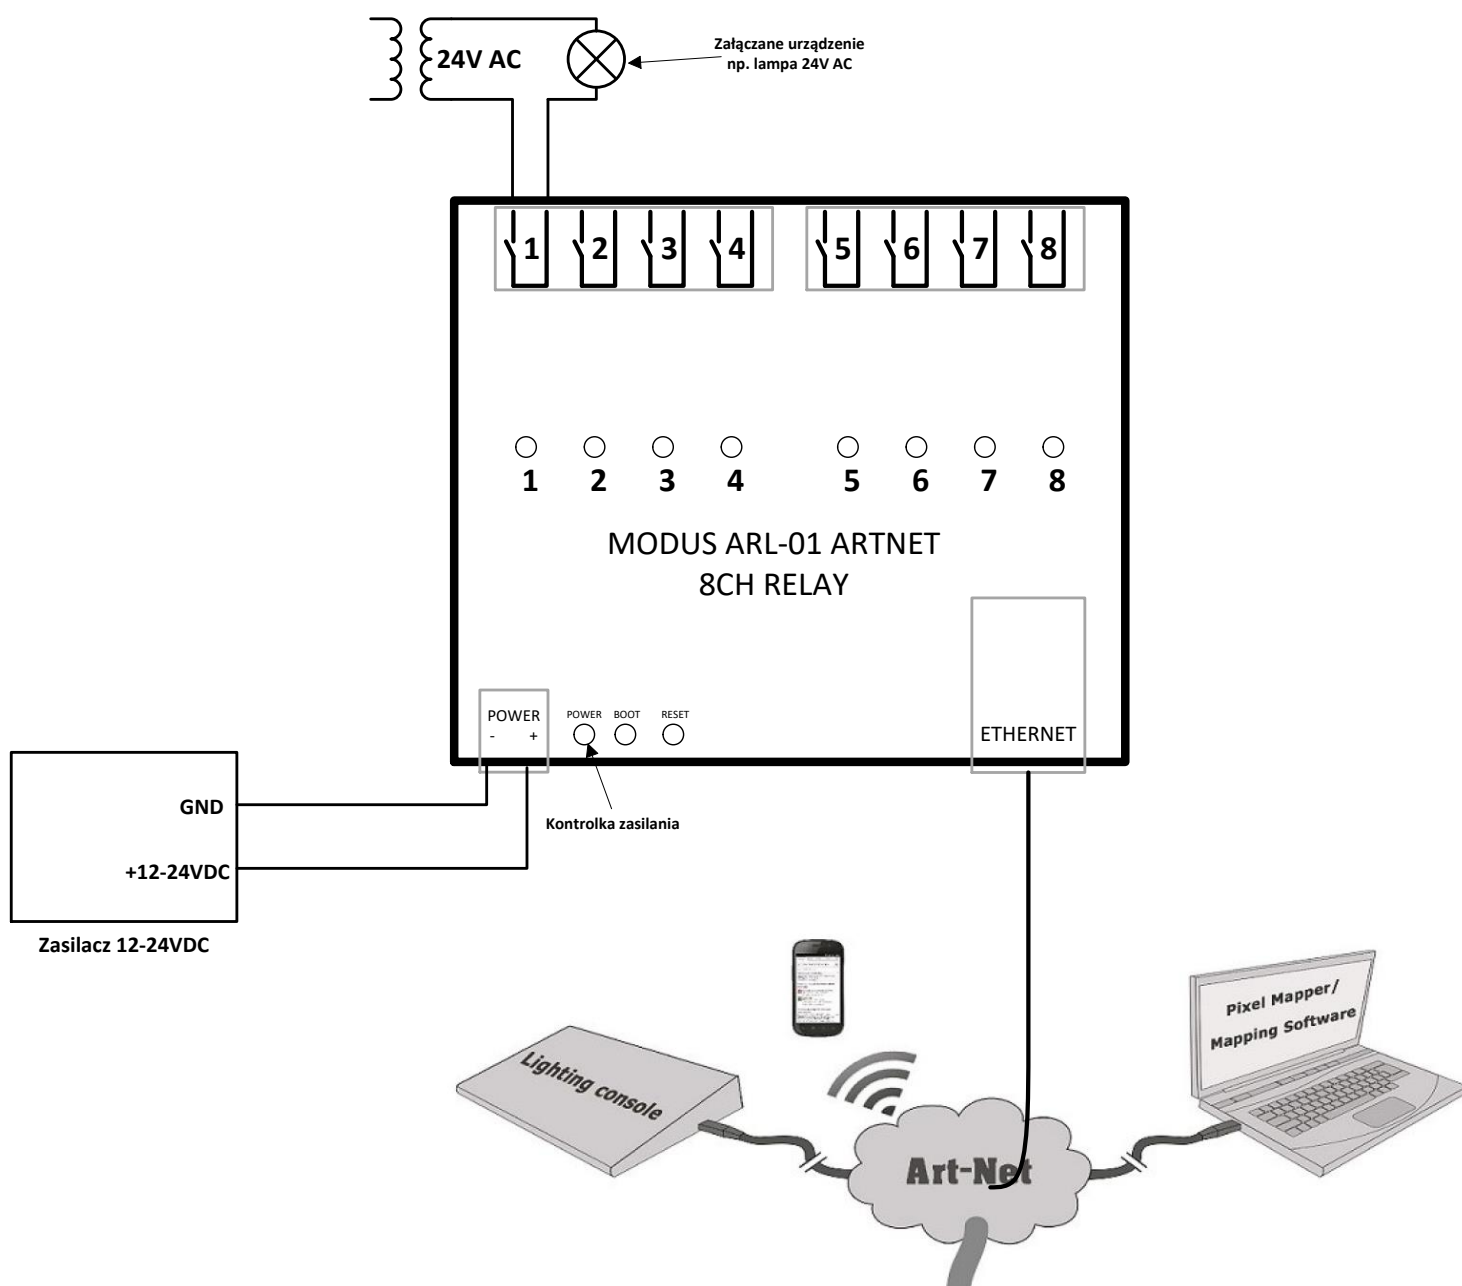 24V AC
Załączane urządzenie
np. lampa 24V AC
1 2 3 4 5 6 7 8
1 2 3 4 5 6 7 8
MODUS ARL-01 ARTNET
8CH RELAY
POWER
- +
POWER BOOT RESET
ETHERNET
Kontrolka zasilania
GND
+12-24VDC
Zasilacz 12-24VDC
Lighting console
Pixel Mapper/
Mapping Software
Art-Net